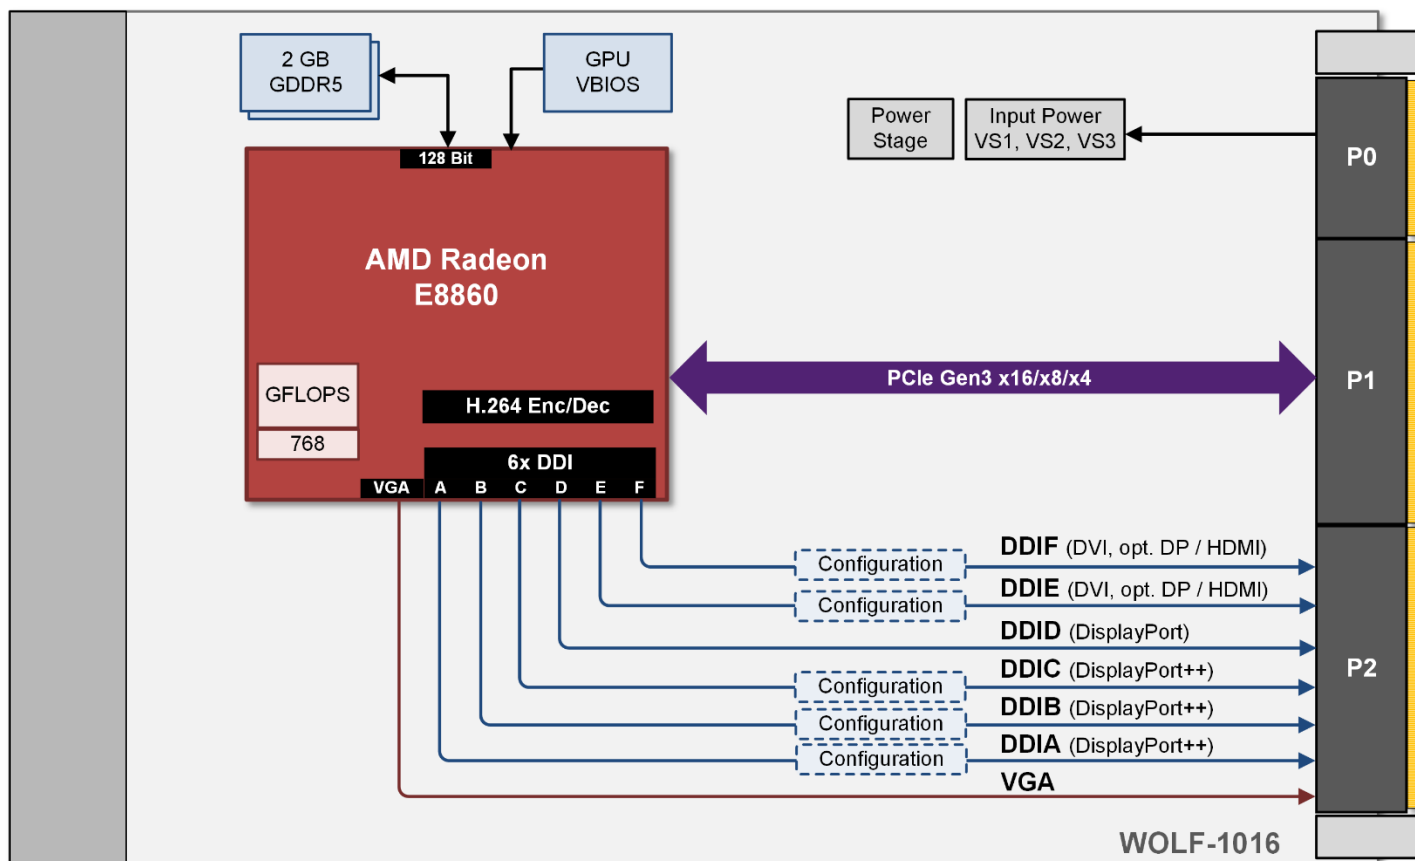 2 GB
GDDR5
GPU
VBIOS
Power
Stage
Input Power
VS1, VS2, VS3
P0
128 Bit
AMD Radeon
E8860
GFLOPS
768
H.264 Enc/Dec
6x DDI
VGA A B C D E F
PCIe Gen3 x16/x8/x4
P1
Configuration
DDIF (DVI, opt. DP / HDMI)
Configuration
DDIE (DVI, opt. DP / HDMI)
DDID (DisplayPort)
Configuration
DDIC (DisplayPort++)
Configuration
DDIB (DisplayPort++)
Configuration
DDIA (DisplayPort++)
VGA
P2
WOLF-1016